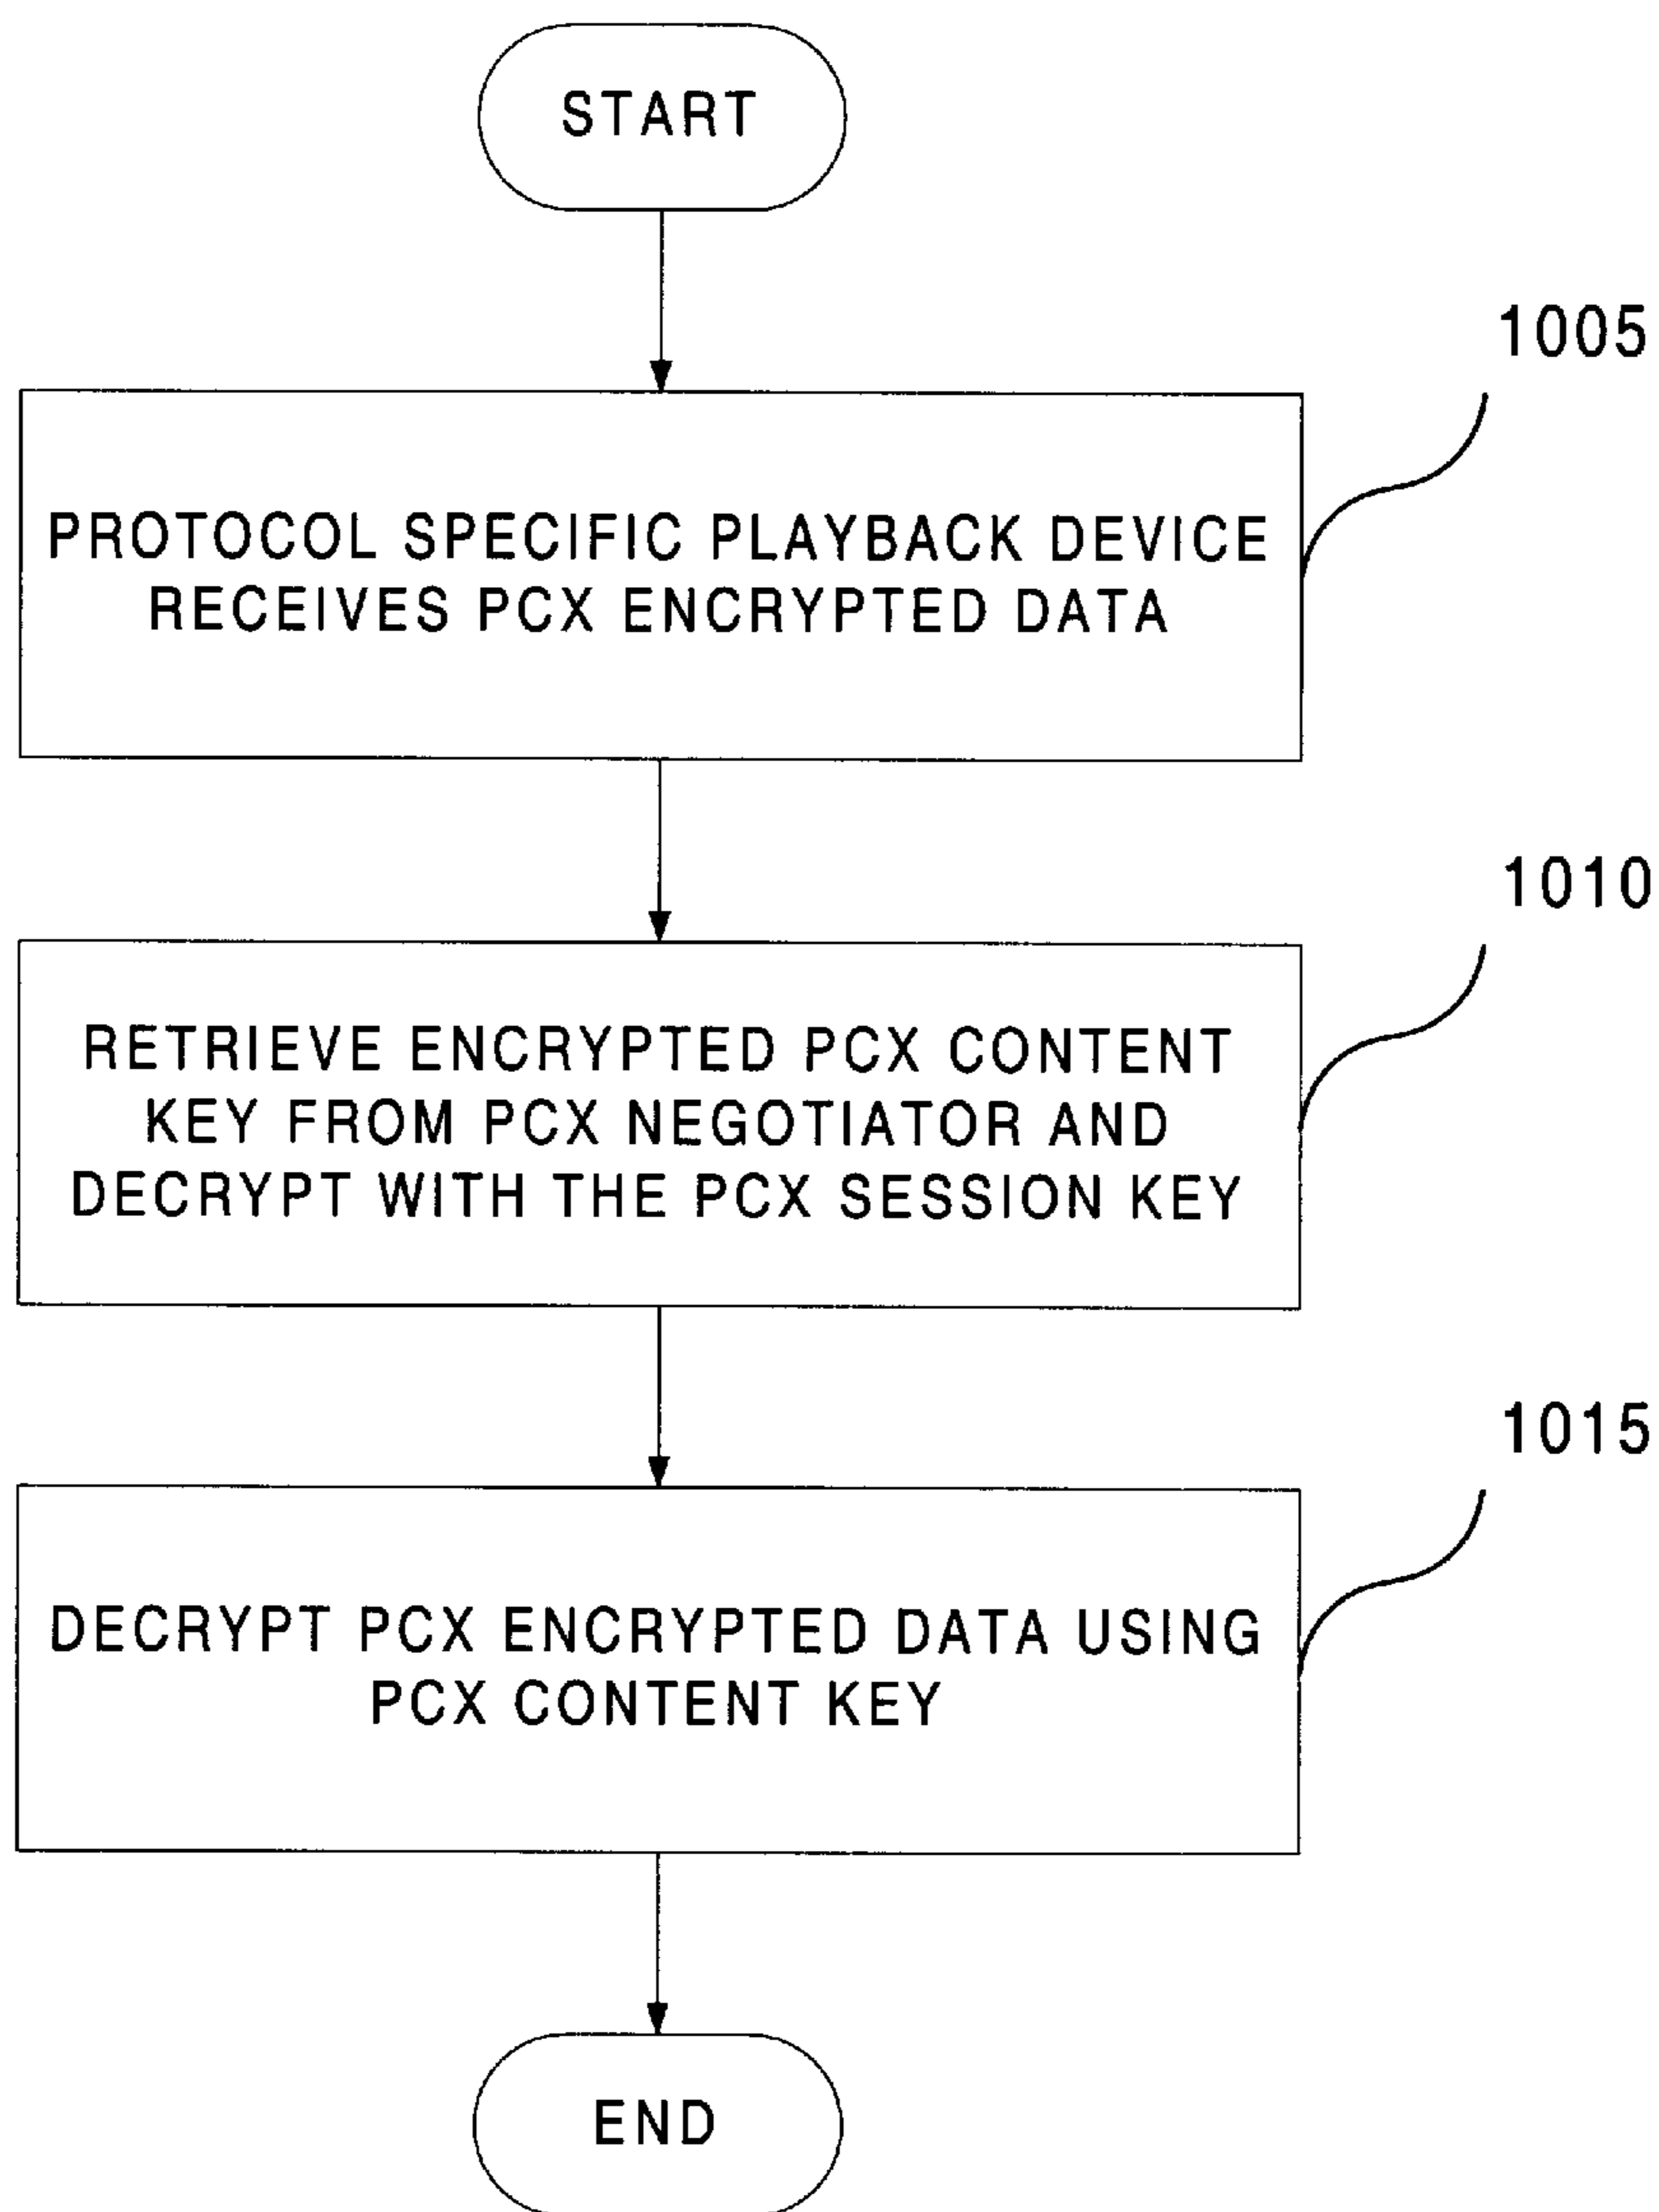 START
1005
PROTOCOL SPECIFIC PLAYBACK DEVICE
RECEIVES PCX ENCRYPTED DATA
1010
RETRIEVE ENCRYPTED PCX CONTENT
KEY FROM PCX NEGOTIATOR AND
DECRYPT WITH THE PCX SESSION KEY
1015
DECRYPT PCX ENCRYPTED DATA USING
PCX CONTENT KEY
END